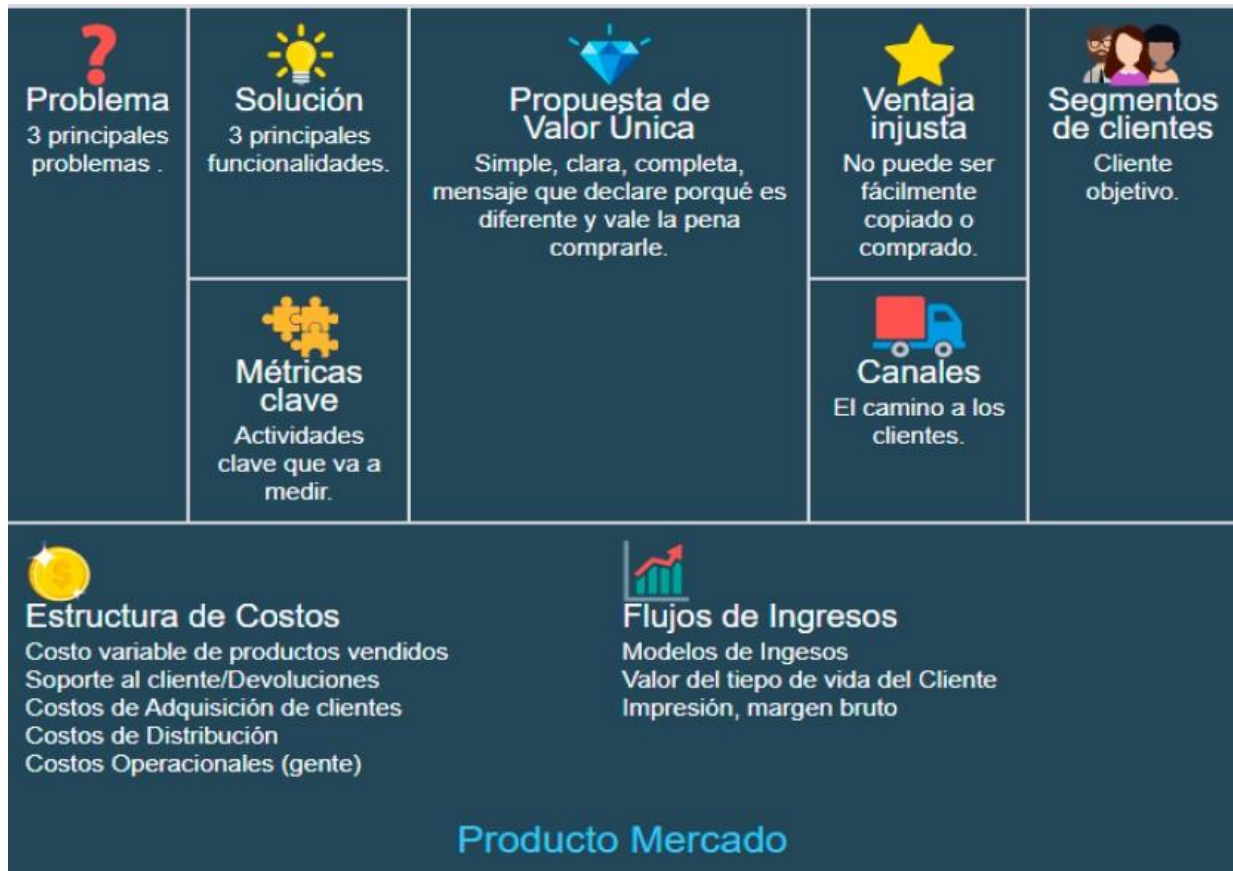 Problema
3 principales
problemas .
Solución
3 principales
funcionalidades.
Métricas
clave
Actividades
clave que va a
medir.
Propuesta de
Valor Unica
Simple, clara, completa,
mensaje que declare porqué es
diferente y vale la pena
comprarle.
Ventaja
injusta
No puede ser
fácilmente
copiado o
comprado.
Canales
El camino a los
clientes.
Segmentos
de clientes
Cliente
objetivo.
Estructura de Costos
Costo variable de productos vendidos
Soporte al cliente/Devoluciones
Costos de Adquisición de clientes
Costos de Distribución
Costos Operacionales (gente)
Flujos de Ingresos
Modelos de Ingesos
Valor del tiepo de vida del Cliente
Impresión, margen bruto
Producto Mercado